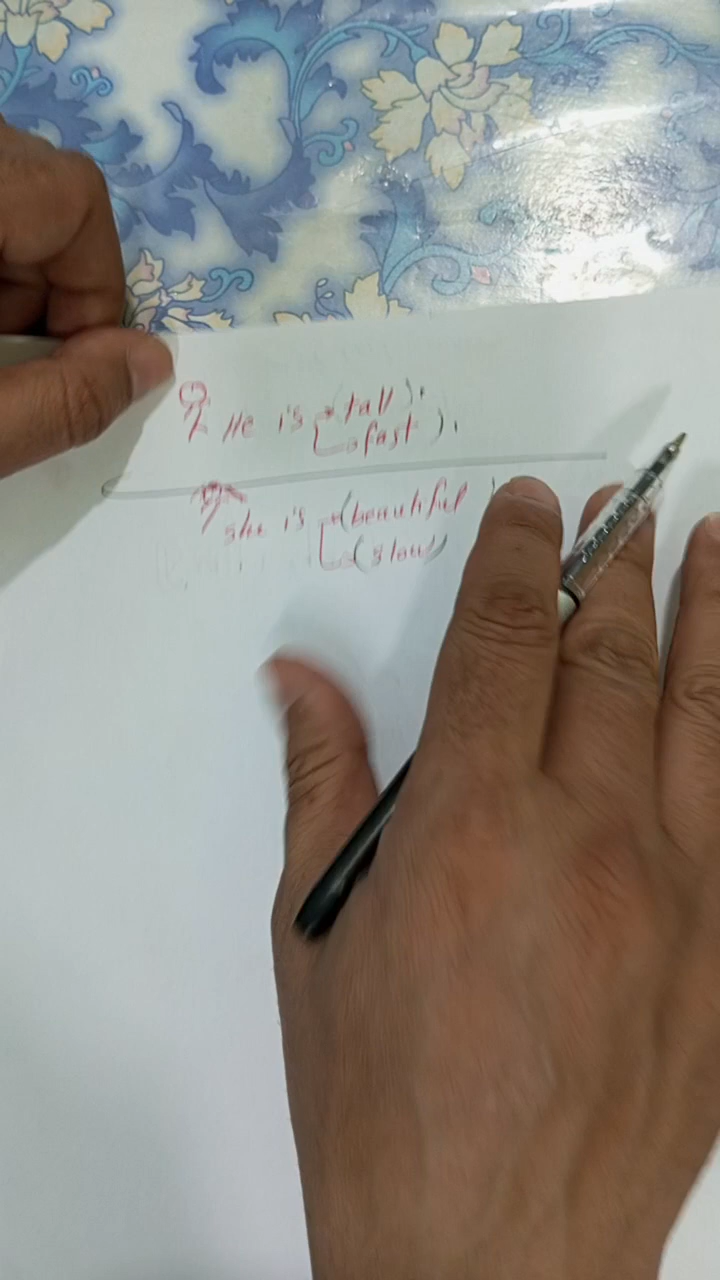 He is (tall).
fast).
she is (beautiful)
(slow)